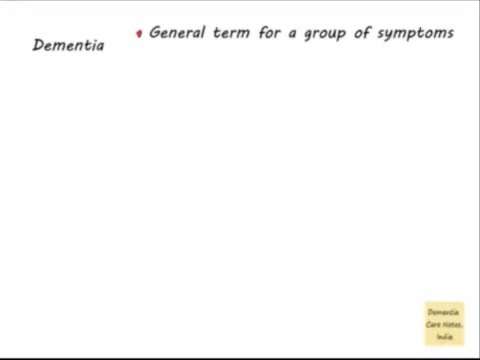 Dementia
General term for a group of symptoms
Dementia
Care Notes,
India